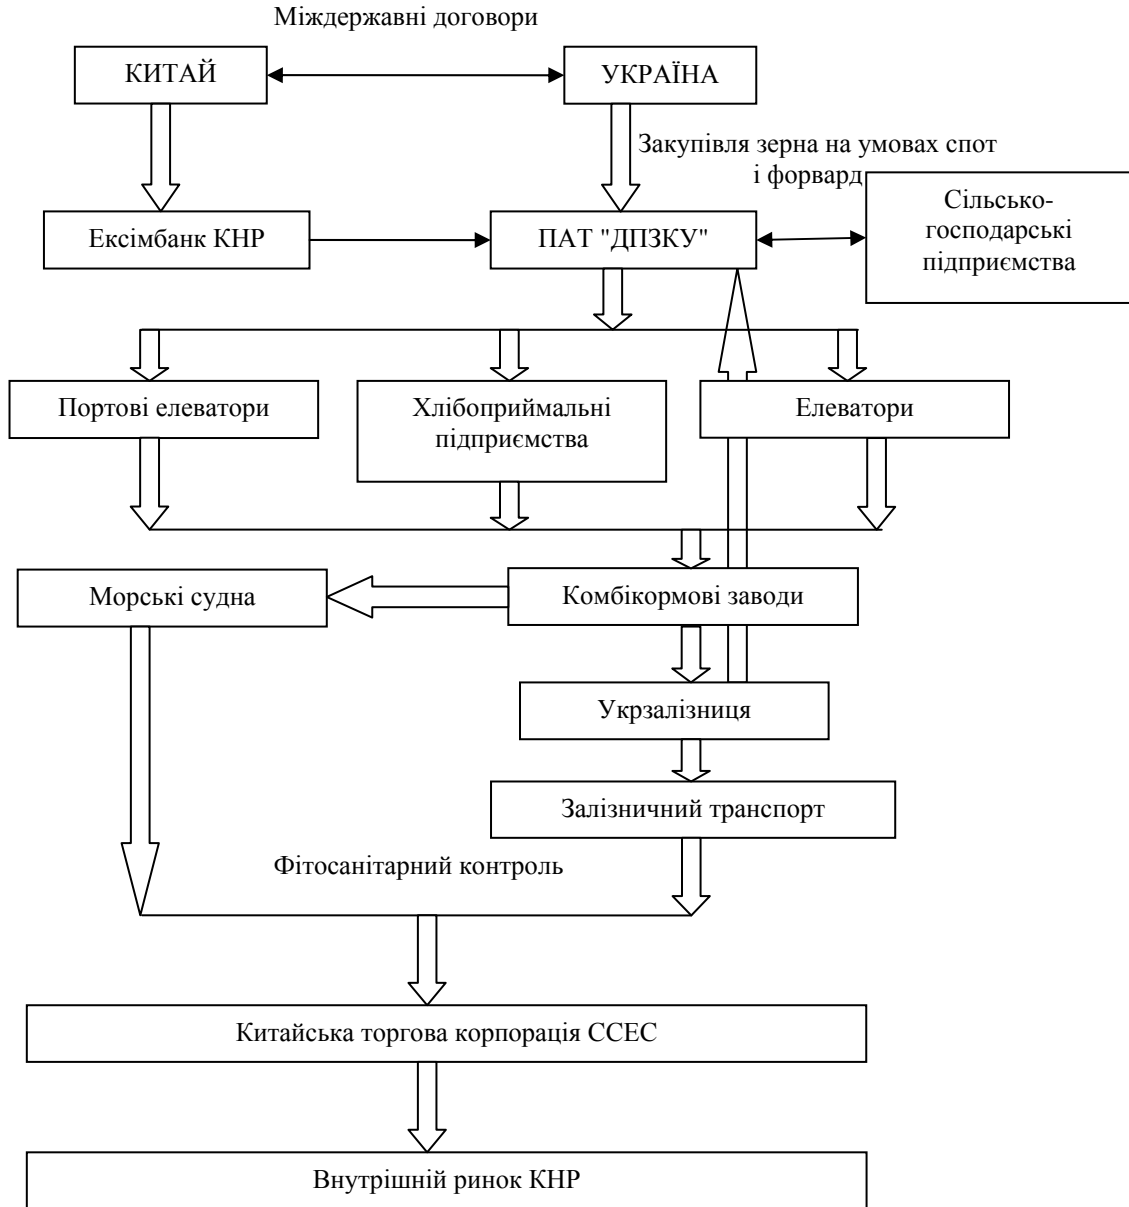 Міждержавні договори
КИТАЙ
УКРАЇНА
Закупівля зерна на умовах спот
і форвард
Сільсько-
господарські
підприємства
Ексімбанк КНР
ПАТ "ДПЗКУ"
Портові елеватори
Хлібоприймальні
підприємства
Елеватори
Морські судна
Комбікормові заводи
Укрзалізниця
Залізничний транспорт
Фітосанітарний контроль
Китайська торгова корпорація ССЕС
Внутрішній ринок КНР